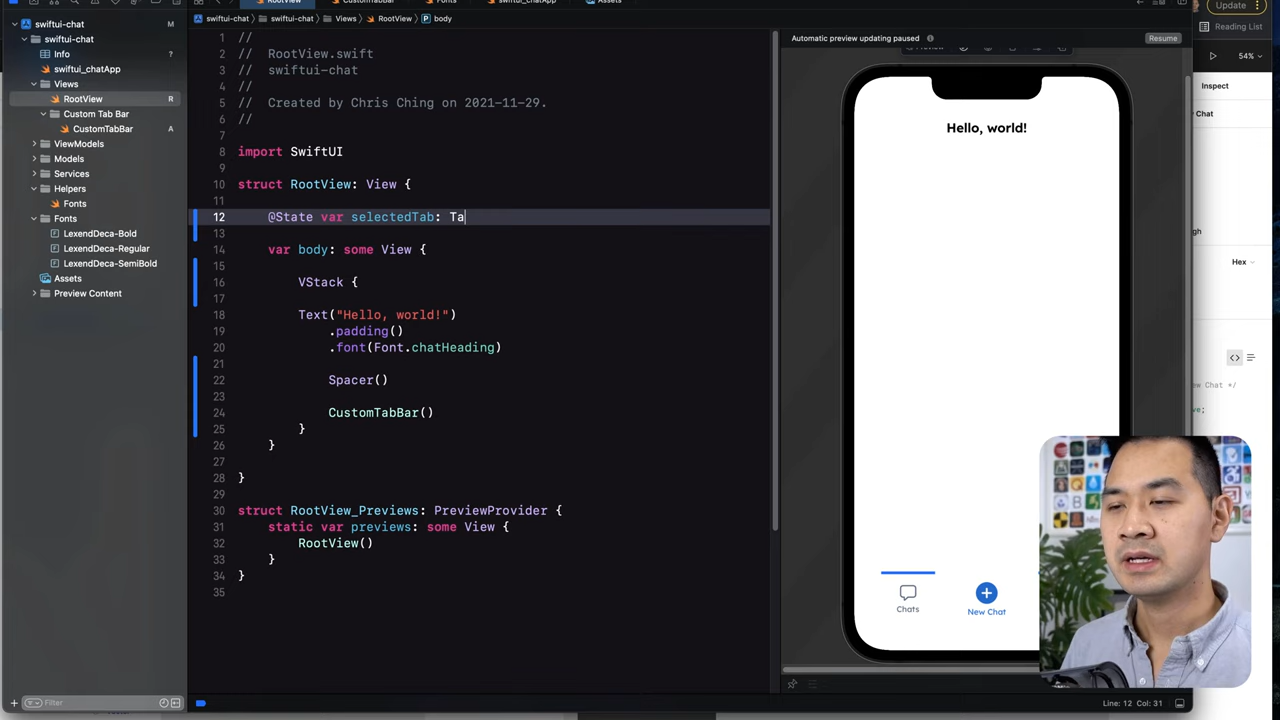 swiftui-chat
M
swiftui-chat
Info
?
swiftui_chatApp
Views
RootView
R
Custom Tab Bar
CustomTabBar
A
ViewModels
Models
Services
Helpers
Fonts
Fonts
LexendDeca-Bold
LexendDeca-Regular
LexendDeca-SemiBold
Assets
Preview Content
Filter
RootView
CustomTabBar
Fonts
swiftui_chatApp
Assets
swiftui-chat
swiftui-chat
Views
RootView
body
1 //
2 // RootView.swift
3 // swiftui-chat
4 //
5 // Created by Chris Ching on 2021-11-29.
6 //
7
8 import SwiftUI
9
10 struct RootView: View {
11
12 @State var selectedTab: Ta
13
14 var body: some View {
15
16 VStack {
17
18 Text("Hello, world!")
19 .padding()
20 .font(Font.chatHeading)
21
22 Spacer()
23
24 CustomTabBar()
25 }
26 }
27
28 }
29
30 struct RootView_Previews: PreviewProvider {
31 static var previews: some View {
32 RootView()
33 }
34 }
35
Line: 12 Col: 31
Automatic preview updating paused
Resume
Preview
Hello, world!
Chats
New Chat
Update
Reading List
54%
Inspect
Chat
gh
Hex
ew Chat */
ve;